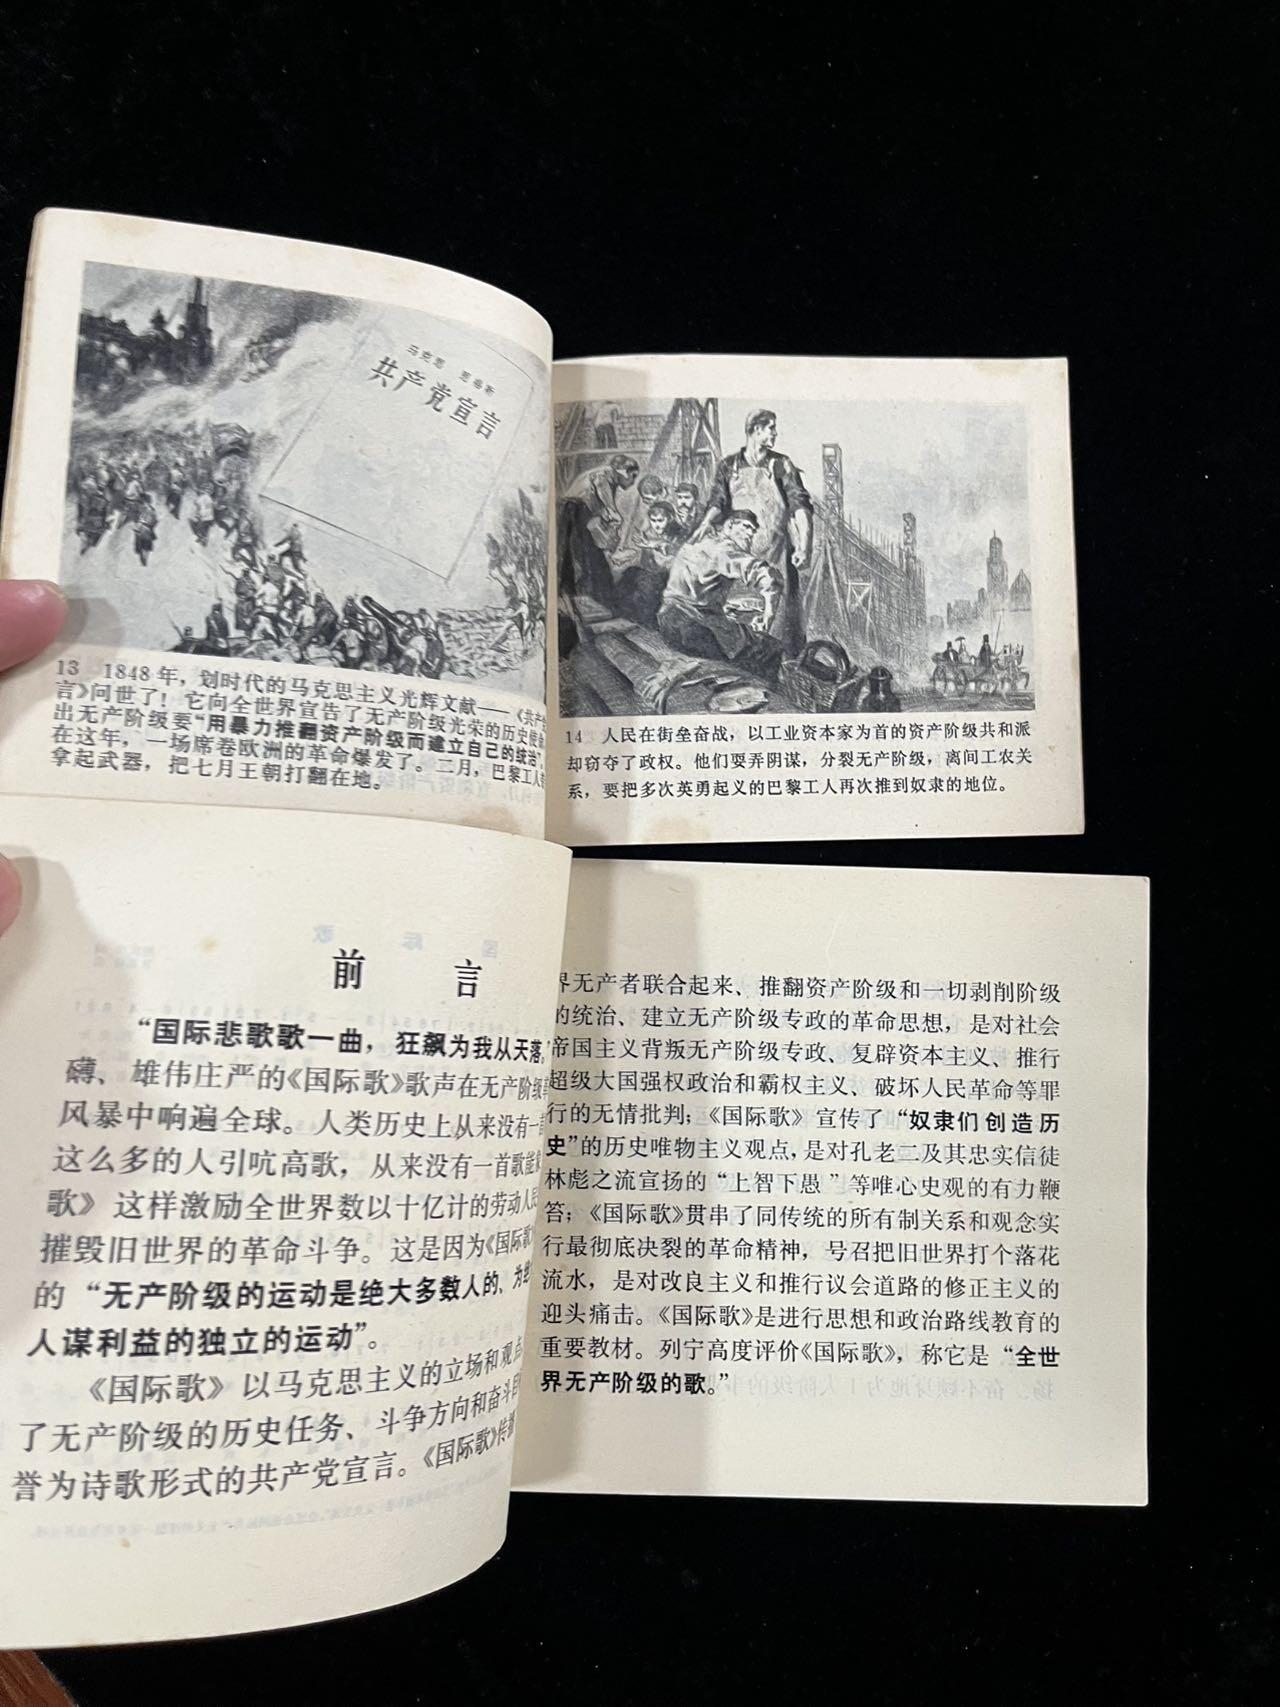 马克思 恩格斯
共产党宣言
13 1848年，划时代的马克思主义光辉文献——《共产
言》问世了！它向全世界宣告了无产阶级光荣的历史使
出无产阶级要“用暴力推翻资产阶级而建立自己的统治”。
在这年，一场席卷欧洲的革命爆发了。二月，巴黎工人
拿起武器，把七月王朝打翻在地。
14 人民在街垒奋战，以工业资本家为首的资产阶级共和派
却窃夺了政权。他们耍弄阴谋，分裂无产阶级，离间工农关
系，要把多次英勇起义的巴黎工人再次推到奴隶的地位。
前言
“国际悲歌歌一曲，狂飙为我从天落。”
礴、雄伟庄严的《国际歌》歌声在无产阶级
风暴中响遍全球。人类历史上从来没有一
这么多的人引吭高歌，从来没有一首歌能
歌》这样激励全世界数以十亿计的劳动人
摧毁旧世界的革命斗争。这是因为《国际歌》
的“无产阶级的运动是绝大多数人的、为
人谋利益的独立的运动”。
《国际歌》以马克思主义的立场和观点
了无产阶级的历史任务、斗争方向和奋斗
誉为诗歌形式的共产党宣言。《国际歌》传播
界无产者联合起来、推翻资产阶级和一切剥削阶级
的统治、建立无产阶级专政的革命思想，是对社会
帝国主义背叛无产阶级专政、复辟资本主义、推行
超级大国强权政治和霸权主义、破坏人民革命等罪
行的无情批判；《国际歌》宣传了“奴隶们创造历
史”的历史唯物主义观点，是对孔老二及其忠实信徒
林彪之流宣扬的“上智下愚”等唯心史观的有力鞭
笞；《国际歌》贯串了同传统的所有制关系和观念实
行最彻底决裂的革命精神，号召把旧世界打个落花
流水，是对改良主义和推行议会道路的修正主义的
迎头痛击。《国际歌》是进行思想和政治路线教育的
重要教材。列宁高度评价《国际歌》，称它是“全世
界无产阶级的歌。”